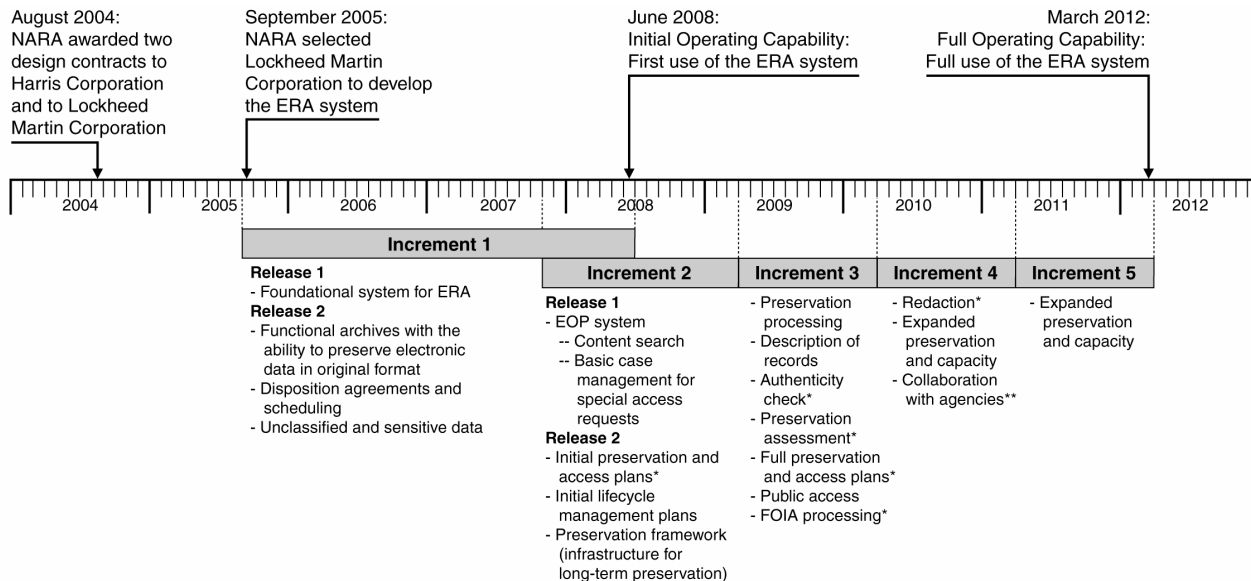 August 2004:
NARA awarded two
design contracts to
Harris Corporation
and to Lockheed
Martin Corporation
September 2005:
NARA selected
Lockheed Martin
Corporation to develop
the ERA system
June 2008:
Initial Operating Capability:
First use of the ERA system
March 2012:
Full Operating Capability:
Full use of the ERA system
2004 2005 2006 2007 2008 2009 2010 2011 2012
Increment 1
Release 1
- Foundational system for ERA
Release 2
- Functional archives with the
ability to preserve electronic
data in original format
- Disposition agreements and
scheduling
- Unclassified and sensitive data
Increment 2
Release 1
- EOP system
-- Content search
-- Basic case
management for
special access
requests
Release 2
- Initial preservation and
access plans*
- Initial lifecycle
management plans
- Preservation framework
(infrastructure for
long-term preservation)
Increment 3
- Preservation
processing
- Description of
records
- Authenticity
check*
- Preservation
assessment*
- Full preservation
and access plans*
- Public access
- FOIA processing*
Increment 4
- Redaction*
- Expanded
preservation
and capacity
- Collaboration
with agencies**
Increment 5
- Expanded
preservation
and capacity